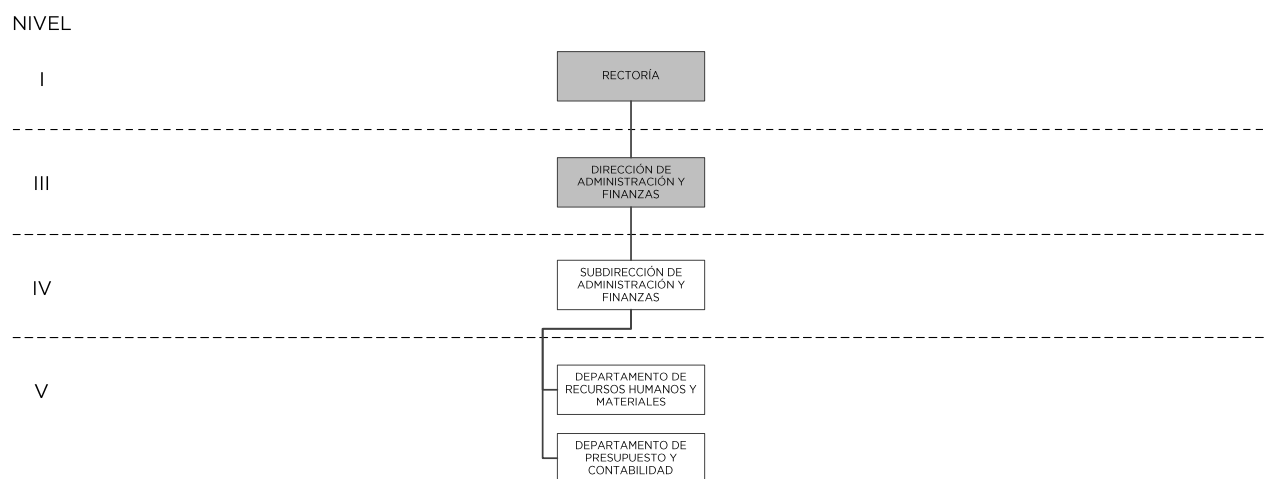 NIVEL
I
RECTORÍA
III
DIRECCIÓN DE
ADMINISTRACIÓN Y
FINANZAS
IV
SUBDIRECCIÓN DE
ADMINISTRACIÓN Y
FINANZAS
V
DEPARTAMENTO DE
RECURSOS HUMANOS Y
MATERIALES
DEPARTAMENTO DE
PRESUPUESTO Y
CONTABILIDAD